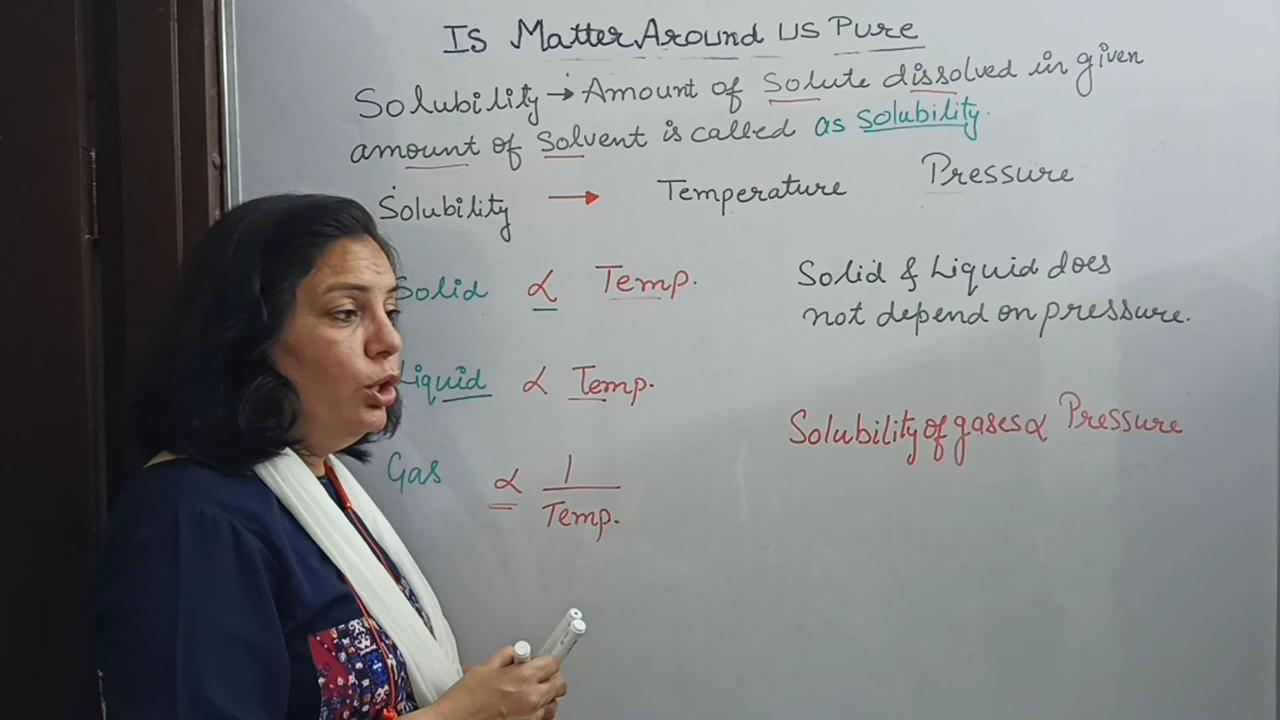 Is Matter Around us Pure
Solubility → Amount of Solute dissolved in given
amount of Solvent is called as solubility.
Solubility → Temperature Pressure
Solid ∝ Temp.
Solid & Liquid does
not depend on pressure.
Liquid ∝ Temp.
Solubility of gases ∝ Pressure
Gas ∝ 1/Temp.